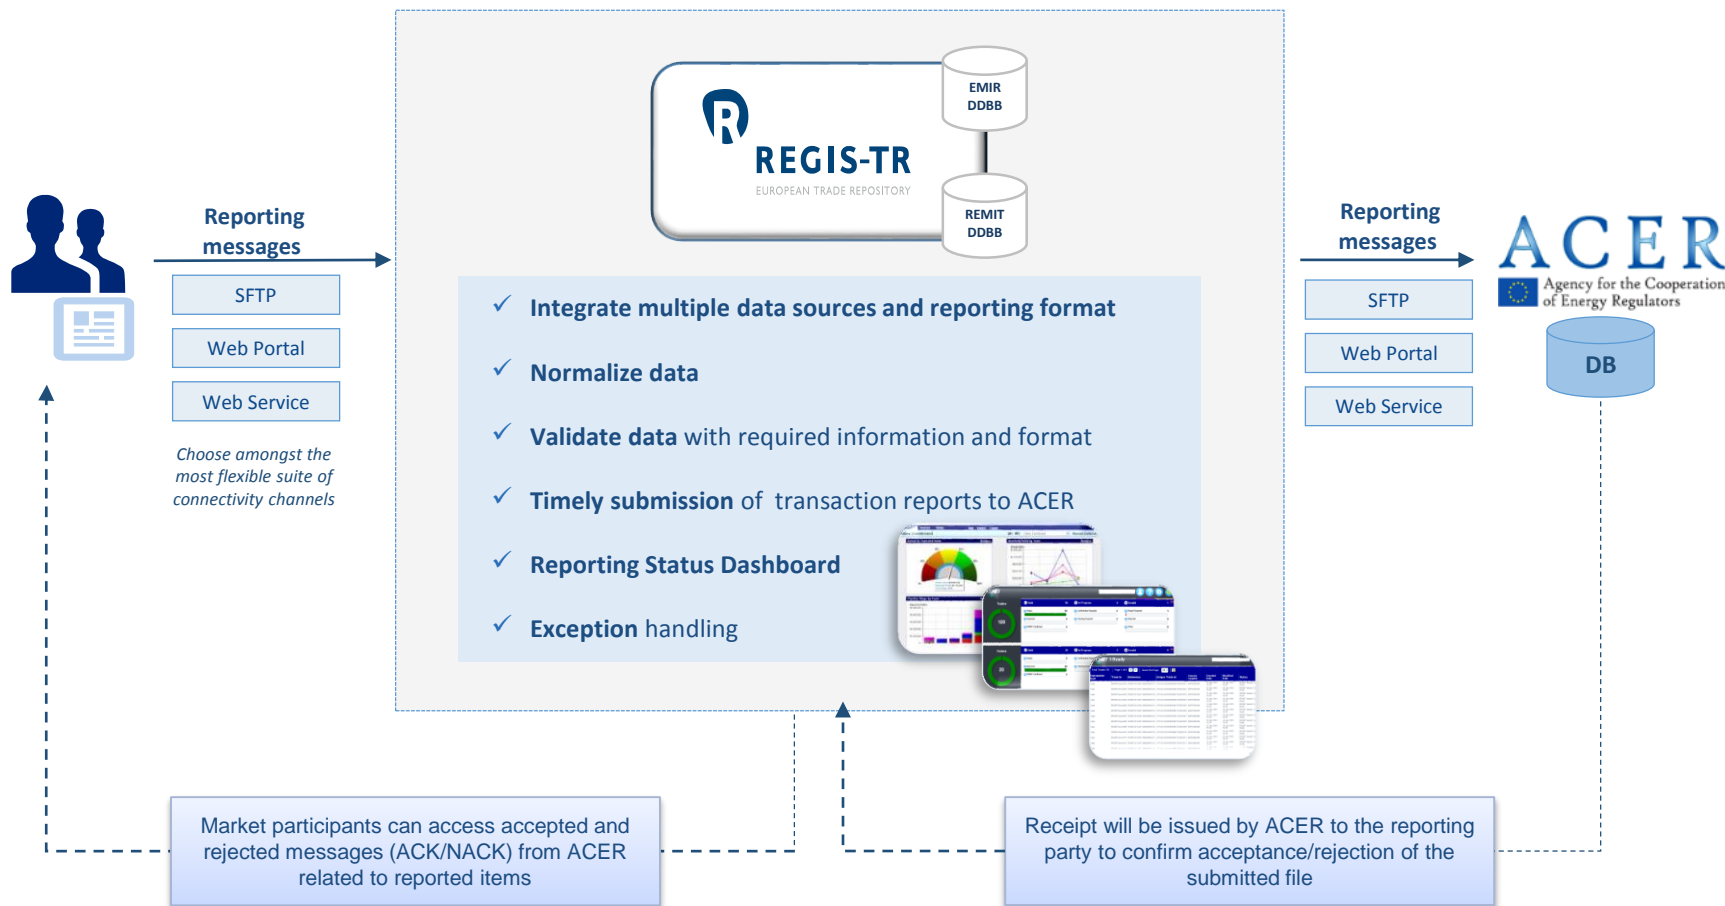 EMIR
DDBB
R
REGIS-TR
EUROPEAN TRADE REPOSITORY
REMIT
DDBB
Reporting
messages
SFTP
Web Portal
Web Service
Choose amongst the
most flexible suite of
connectivity channels
✓ Integrate multiple data sources and reporting format
✓ Normalize data
✓ Validate data with required information and format
✓ Timely submission of transaction reports to ACER
✓ Reporting Status Dashboard
✓ Exception handling
Reporting
messages
SFTP
Web Portal
Web Service
ACER
Agency for the Cooperation
of Energy Regulators
DB
Market participants can access accepted and
rejected messages (ACK/NACK) from ACER
related to reported items
Receipt will be issued by ACER to the reporting
party to confirm acceptance/rejection of the
submitted file